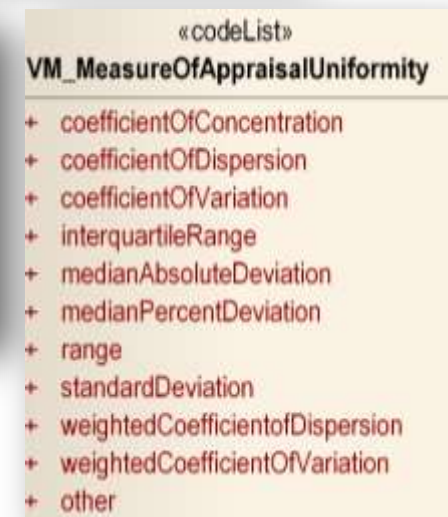 «codeList»
VM_MeasureOfAppraisalUniformity
+ coefficientOfConcentration
+ coefficientOfDispersion
+ coefficientOfVariation
+ interquartileRange
+ medianAbsoluteDeviation
+ medianPercentDeviation
+ range
+ standardDeviation
+ weightedCoefficientofDispersion
+ weightedCoefficientOfVariation
+ other